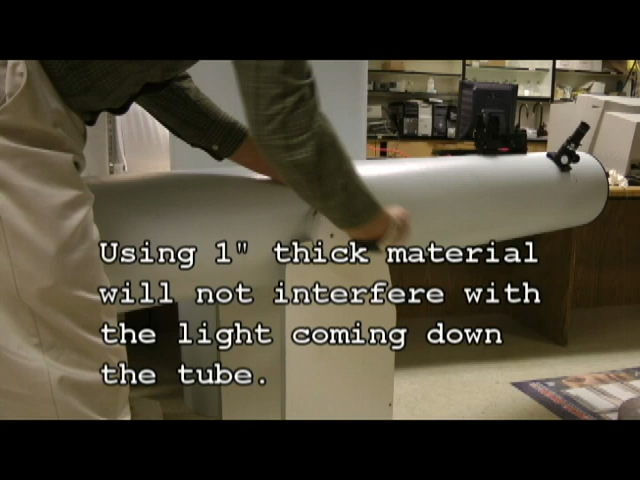 Using 1" thick material
will not interfere with
the light coming down
the tube.